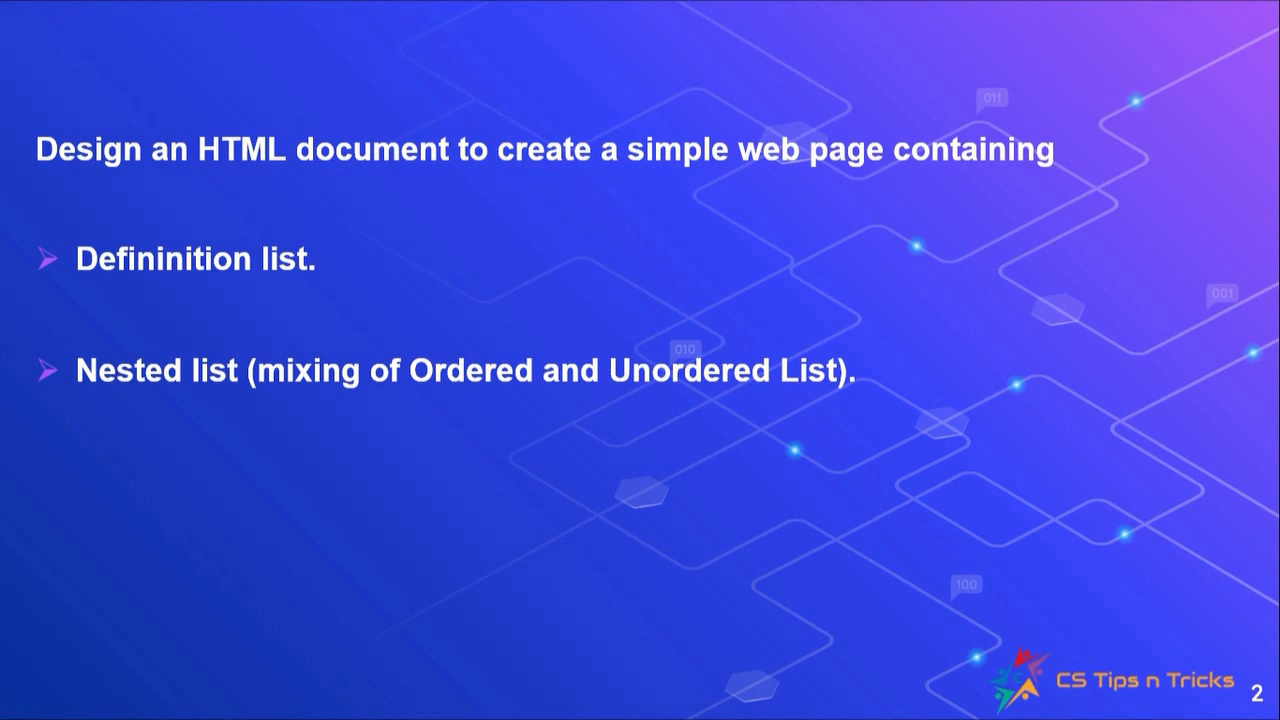 011
Design an HTML document to create a simple web page containing
➢ Defininition list.
001
010
➢ Nested list (mixing of Ordered and Unordered List).
100
CS Tips n Tricks
2